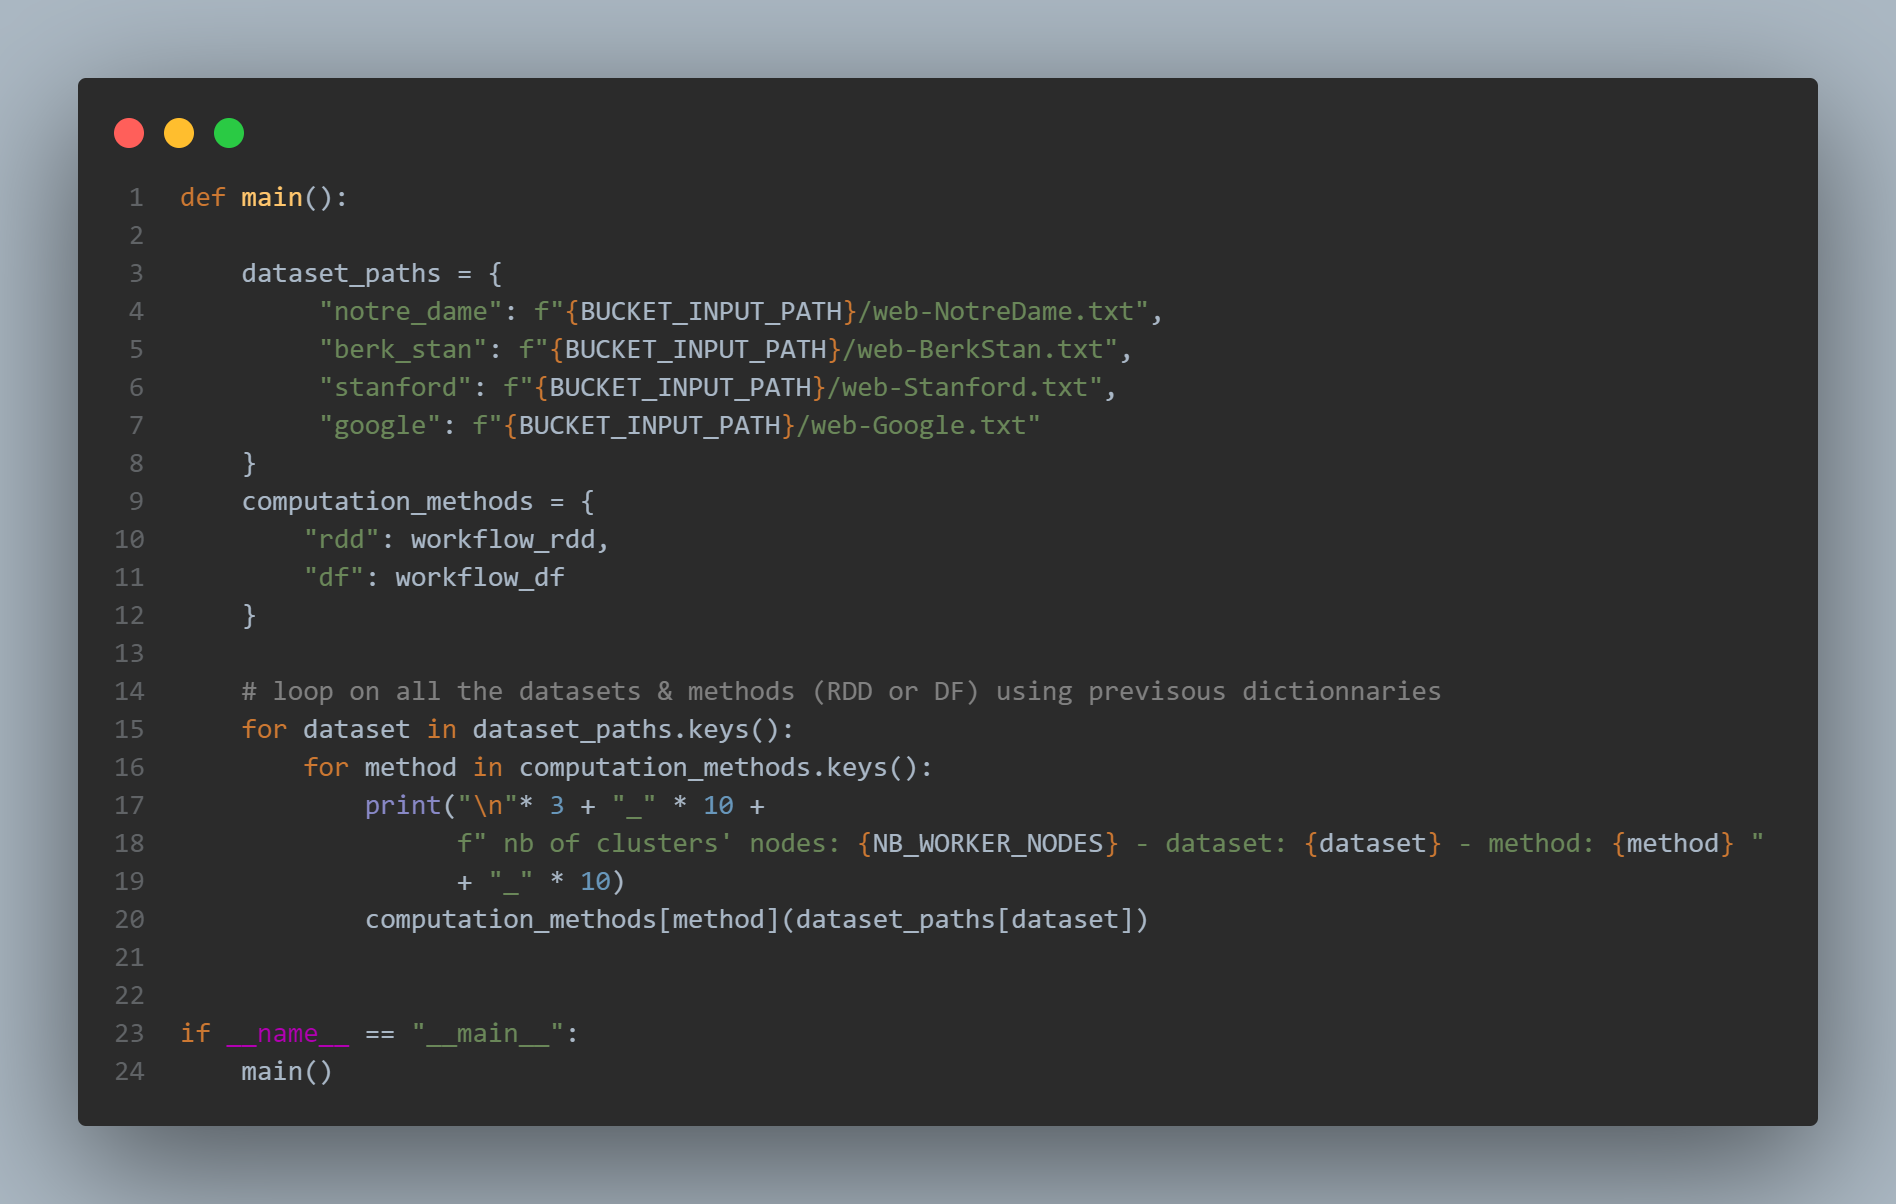 1 def main():
2
3     dataset_paths = {
4          "notre_dame": f"{BUCKET_INPUT_PATH}/web-NotreDame.txt",
5          "berk_stan": f"{BUCKET_INPUT_PATH}/web-BerkStan.txt",
6          "stanford": f"{BUCKET_INPUT_PATH}/web-Stanford.txt",
7          "google": f"{BUCKET_INPUT_PATH}/web-Google.txt"
8     }
9     computation_methods = {
10         "rdd": workflow_rdd,
11         "df": workflow_df
12     }
13
14     # loop on all the datasets & methods (RDD or DF) using previsous dictionnaries
15     for dataset in dataset_paths.keys():
16         for method in computation_methods.keys():
17             print("\n"* 3 + "_" * 10 +
18                   f" nb of clusters' nodes: {NB_WORKER_NODES} - dataset: {dataset} - method: {method} "
19                   + "_" * 10)
20             computation_methods[method](dataset_paths[dataset])
21
22
23 if __name__ == "__main__":
24     main()